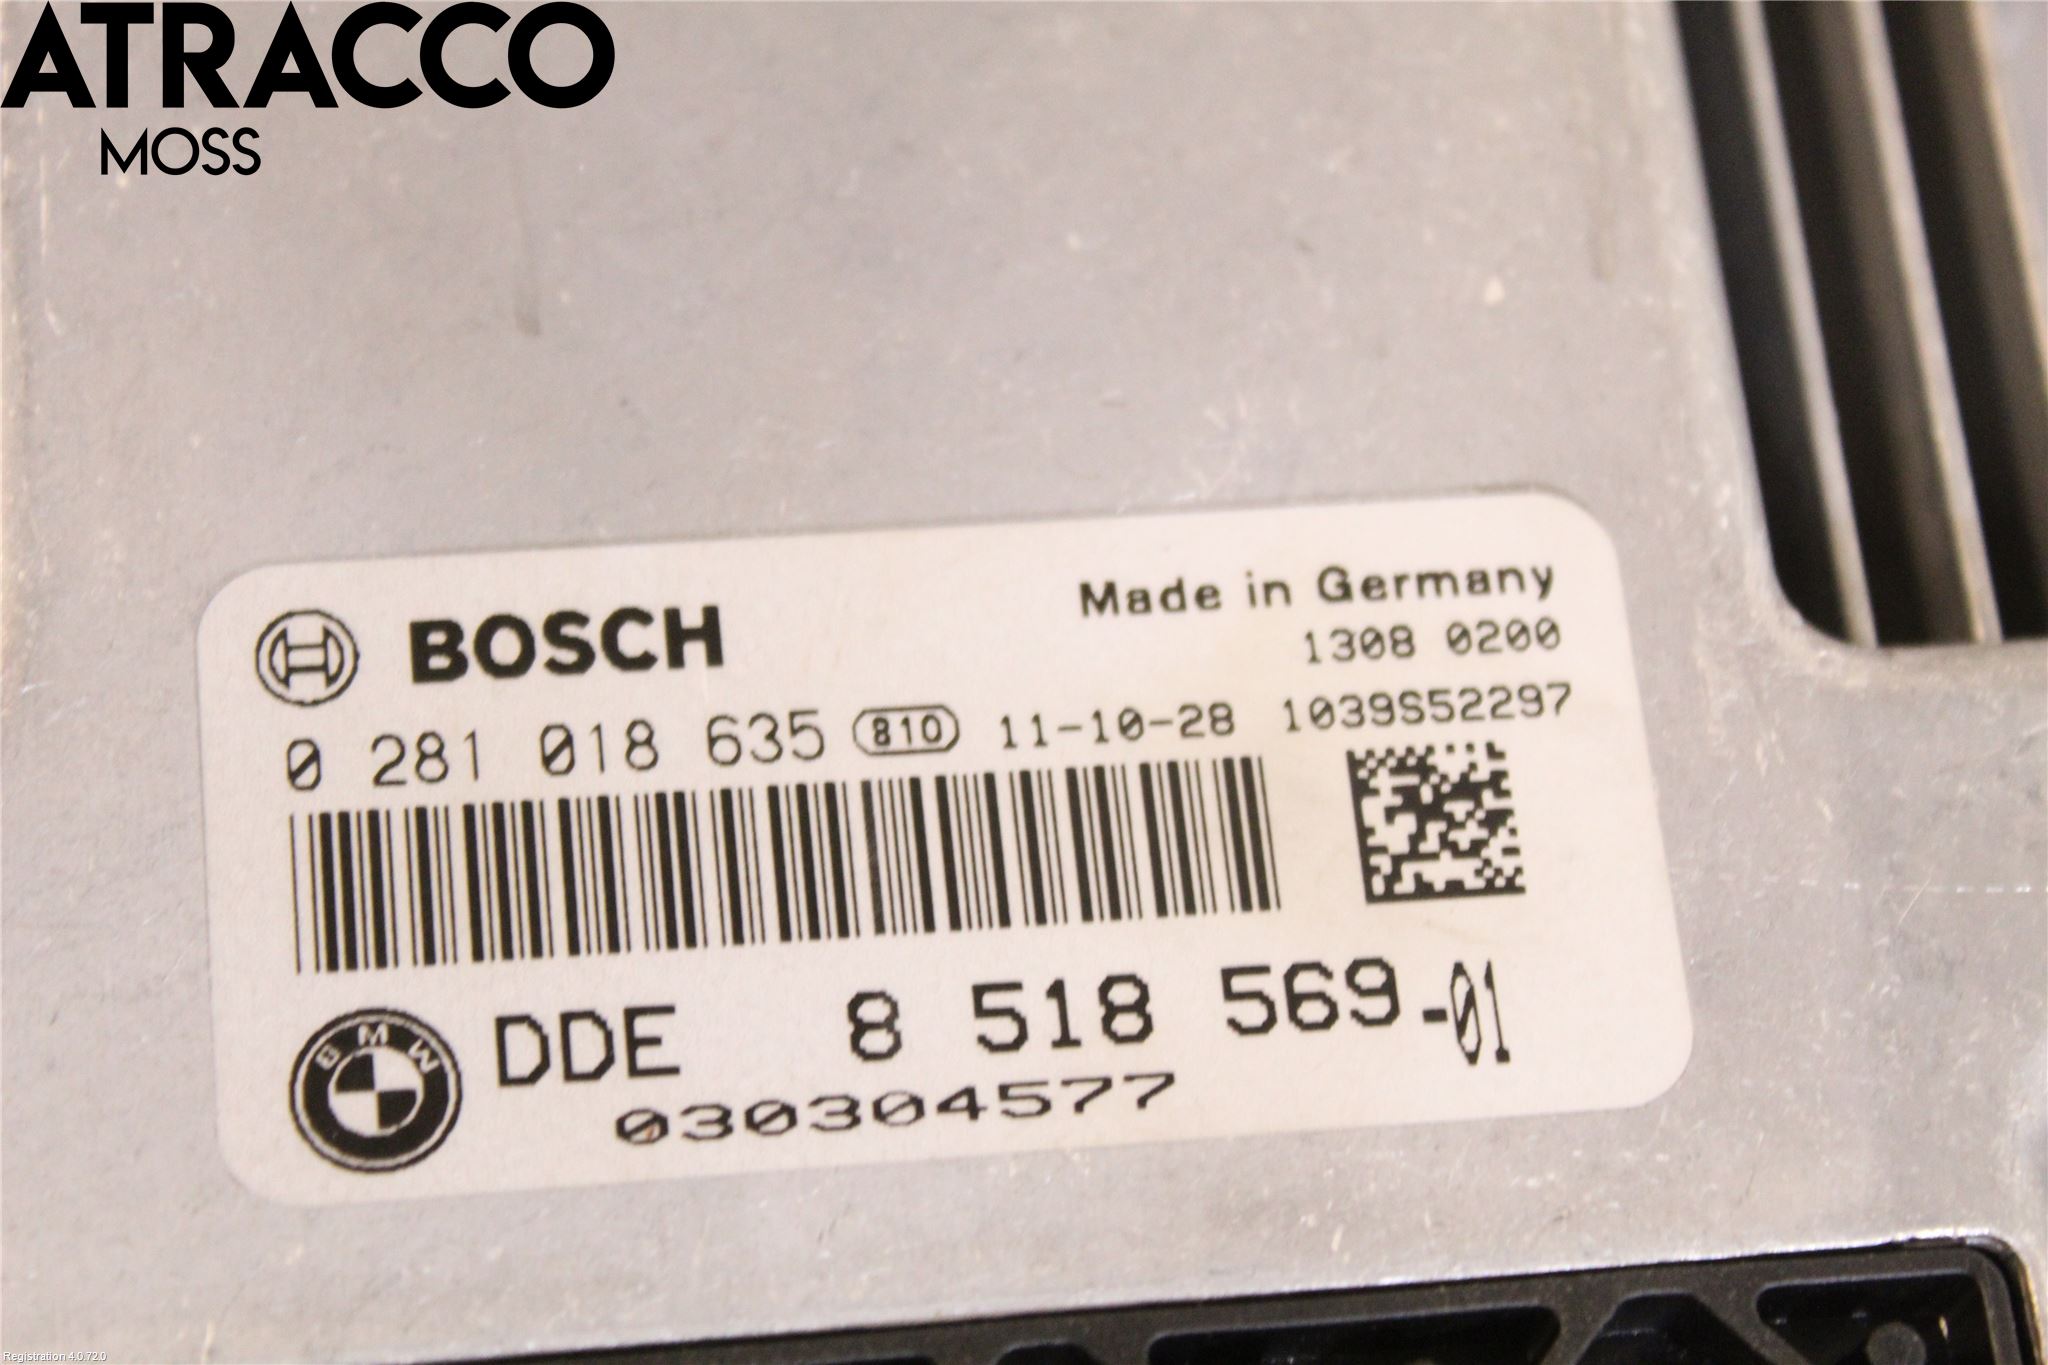 ATRACCO
MOSS
BOSCH
Made in Germany
1308 0200
0 281 018 635 810 11-10-28 1039S52297
BMW
DDE 8 518 569-01
030304577
Registration 4.0.72.0